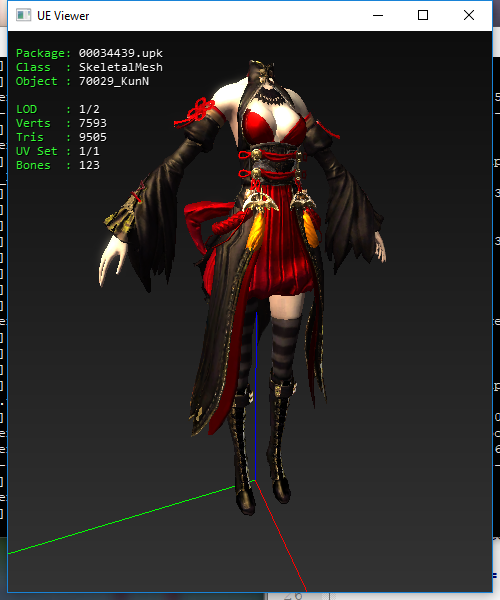 UE Viewer
Package: 00034439.upk
Class : SkeletalMesh
Object : 70029_KunN
LOD : 1/2
Verts : 7593
Tris : 9505
UV Set : 1/1
Bones : 123